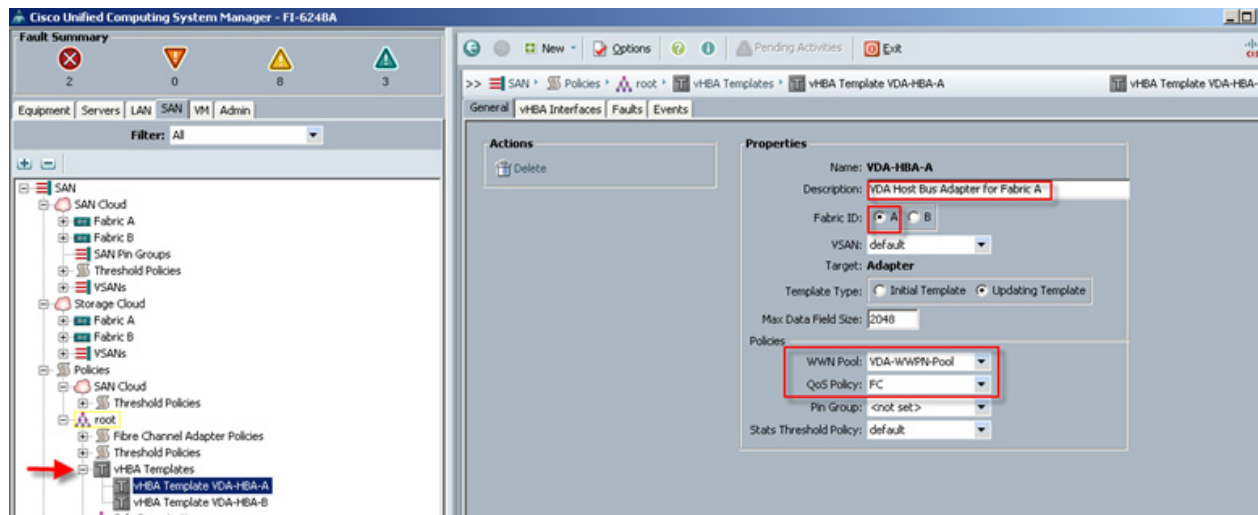 Cisco Unified Computing System Manager - FI-6248A
Fault Summary
2 0 8 3
Equipment Servers LAN SAN VM Admin
Filter: All
SAN
SAN Cloud
Fabric A
Fabric B
SAN Pin Groups
Threshold Policies
VSANs
Storage Cloud
Fabric A
Fabric B
VSANs
Policies
SAN Cloud
Threshold Policies
root
Fibre Channel Adapter Policies
Threshold Policies
vHBA Templates
vHBA Template VDA-HBA-A
vHBA Template VDA-HBA-B
New Options Pending Activities Exit
>> SAN Policies root vHBA Templates vHBA Template VDA-HBA-A vHBA Template VDA-HBA-
General vHBA Interfaces Faults Events
Actions
Delete
Properties
Name: VDA-HBA-A
Description: VDA Host Bus Adapter for Fabric A
Fabric ID: A B
VSAN: default
Target: Adapter
Template Type: Initial Template Updating Template
Max Data Field Size: 2048
Policies
WWN Pool: VDA-WWPN-Pool
QoS Policy: FC
Pin Group: <not set>
Stats Threshold Policy: default